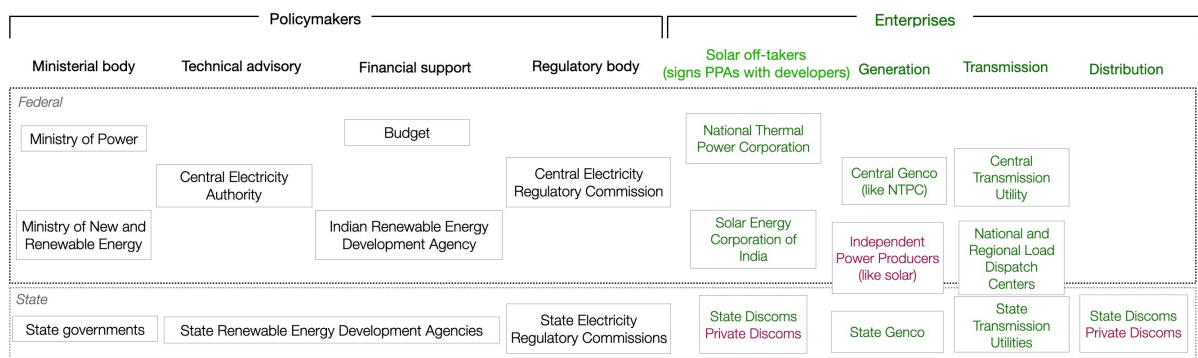 Policymakers
Enterprises
Ministerial body
Technical advisory
Financial support
Regulatory body
Solar off-takers
(signs PPAs with developers)
Generation
Transmission
Distribution
Federal
Ministry of Power
Budget
National Thermal
Power Corporation
Central Electricity
Authority
Central Electricity
Regulatory Commission
Central Genco
(like NTPC)
Central
Transmission
Utility
Ministry of New and
Renewable Energy
Indian Renewable Energy
Development Agency
Solar Energy
Corporation of
India
Independent
Power Producers
(like solar)
National and
Regional Load
Dispatch
Centers
State
State governments
State Renewable Energy Development Agencies
State Electricity
Regulatory Commissions
State Discoms
Private Discoms
State Genco
State
Transmission
Utilities
State Discoms
Private Discoms